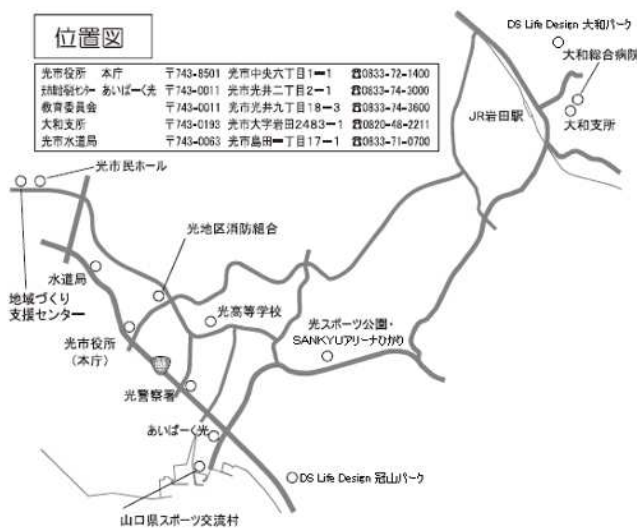 位置図
光市役所 本庁 〒743-8501 光市中央六丁目1ー1 ☎0833-72-1400
あいぱーく光 〒743-0011 光市光井二丁目2ー1 ☎0833-74-3000
教育委員会 〒743-0011 光市光井九丁目18ー3 ☎0833-74-3600
大和支所 〒743-0193 光市大字岩田2483ー1 ☎0820-48-2211
光市水道局 〒743-0063 光市島田一丁目17ー1 ☎0833-71-0700
DS Life Design 大和パーク
大和総合病院
JR岩田駅
大和支所
光市民ホール
光地区消防組合
水道局
地域づくり
支援センター
光高等学校
光スポーツ公園・
SANKYUアリーナひかり
光市役所
(本庁)
光警察署
あいぱーく光
DS Life Design 冠山パーク
山口県スポーツ交流村